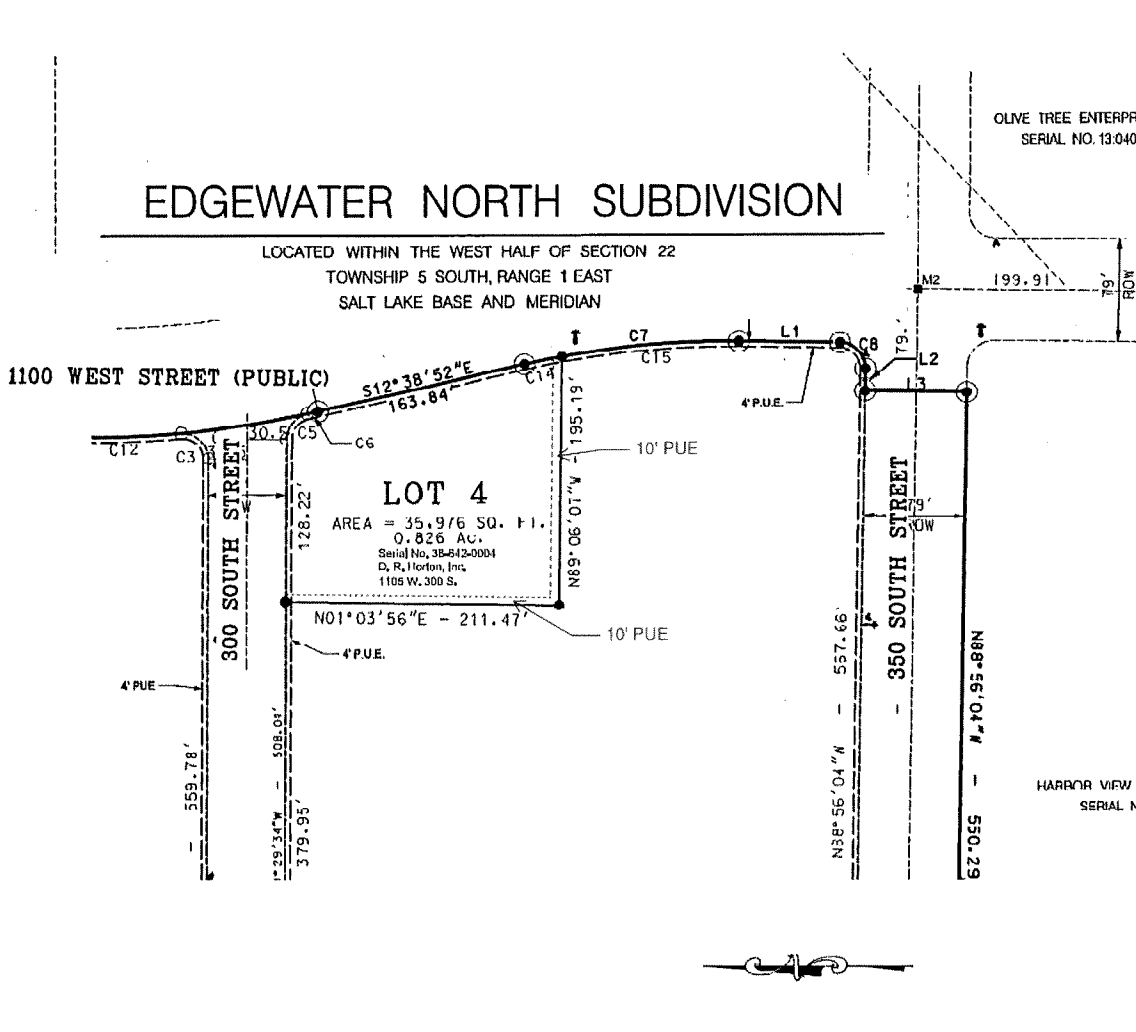 OLIVE TREE ENTERPR
SERIAL NO. 13:040
EDGEWATER NORTH SUBDIVISION
LOCATED WITHIN THE WEST HALF OF SECTION 22
TOWNSHIP 5 SOUTH, RANGE 1 EAST
SALT LAKE BASE AND MERIDIAN
M2
199.91
79'
ROW
79.'
C7
L1
C8
C15
L2
L3
1100 WEST STREET (PUBLIC)
S12°38'52"E
163.84'
C14
4' P.U.E.
C12
C3
30.5
C5
C6
10' PUE
N89°06'01"W - 195.19'
300 SOUTH STREET
128.22'
LOT 4
AREA = 35,976 SQ. FT.
0.826 AC.
Serial No. 38-642-0004
D. R. Horton, Inc.
1105 W. 300 S.
N01°03'56"E - 211.47'
10' PUE
4' P.U.E.
4' PUE
79'
ROW
- 350 SOUTH STREET
N88°56'04"W - 557.66'
N88°56'04"W - 550.29
- 559.78'
°29'34"W - 508.09'
379.95'
HARBOR VIEW
SERIAL N